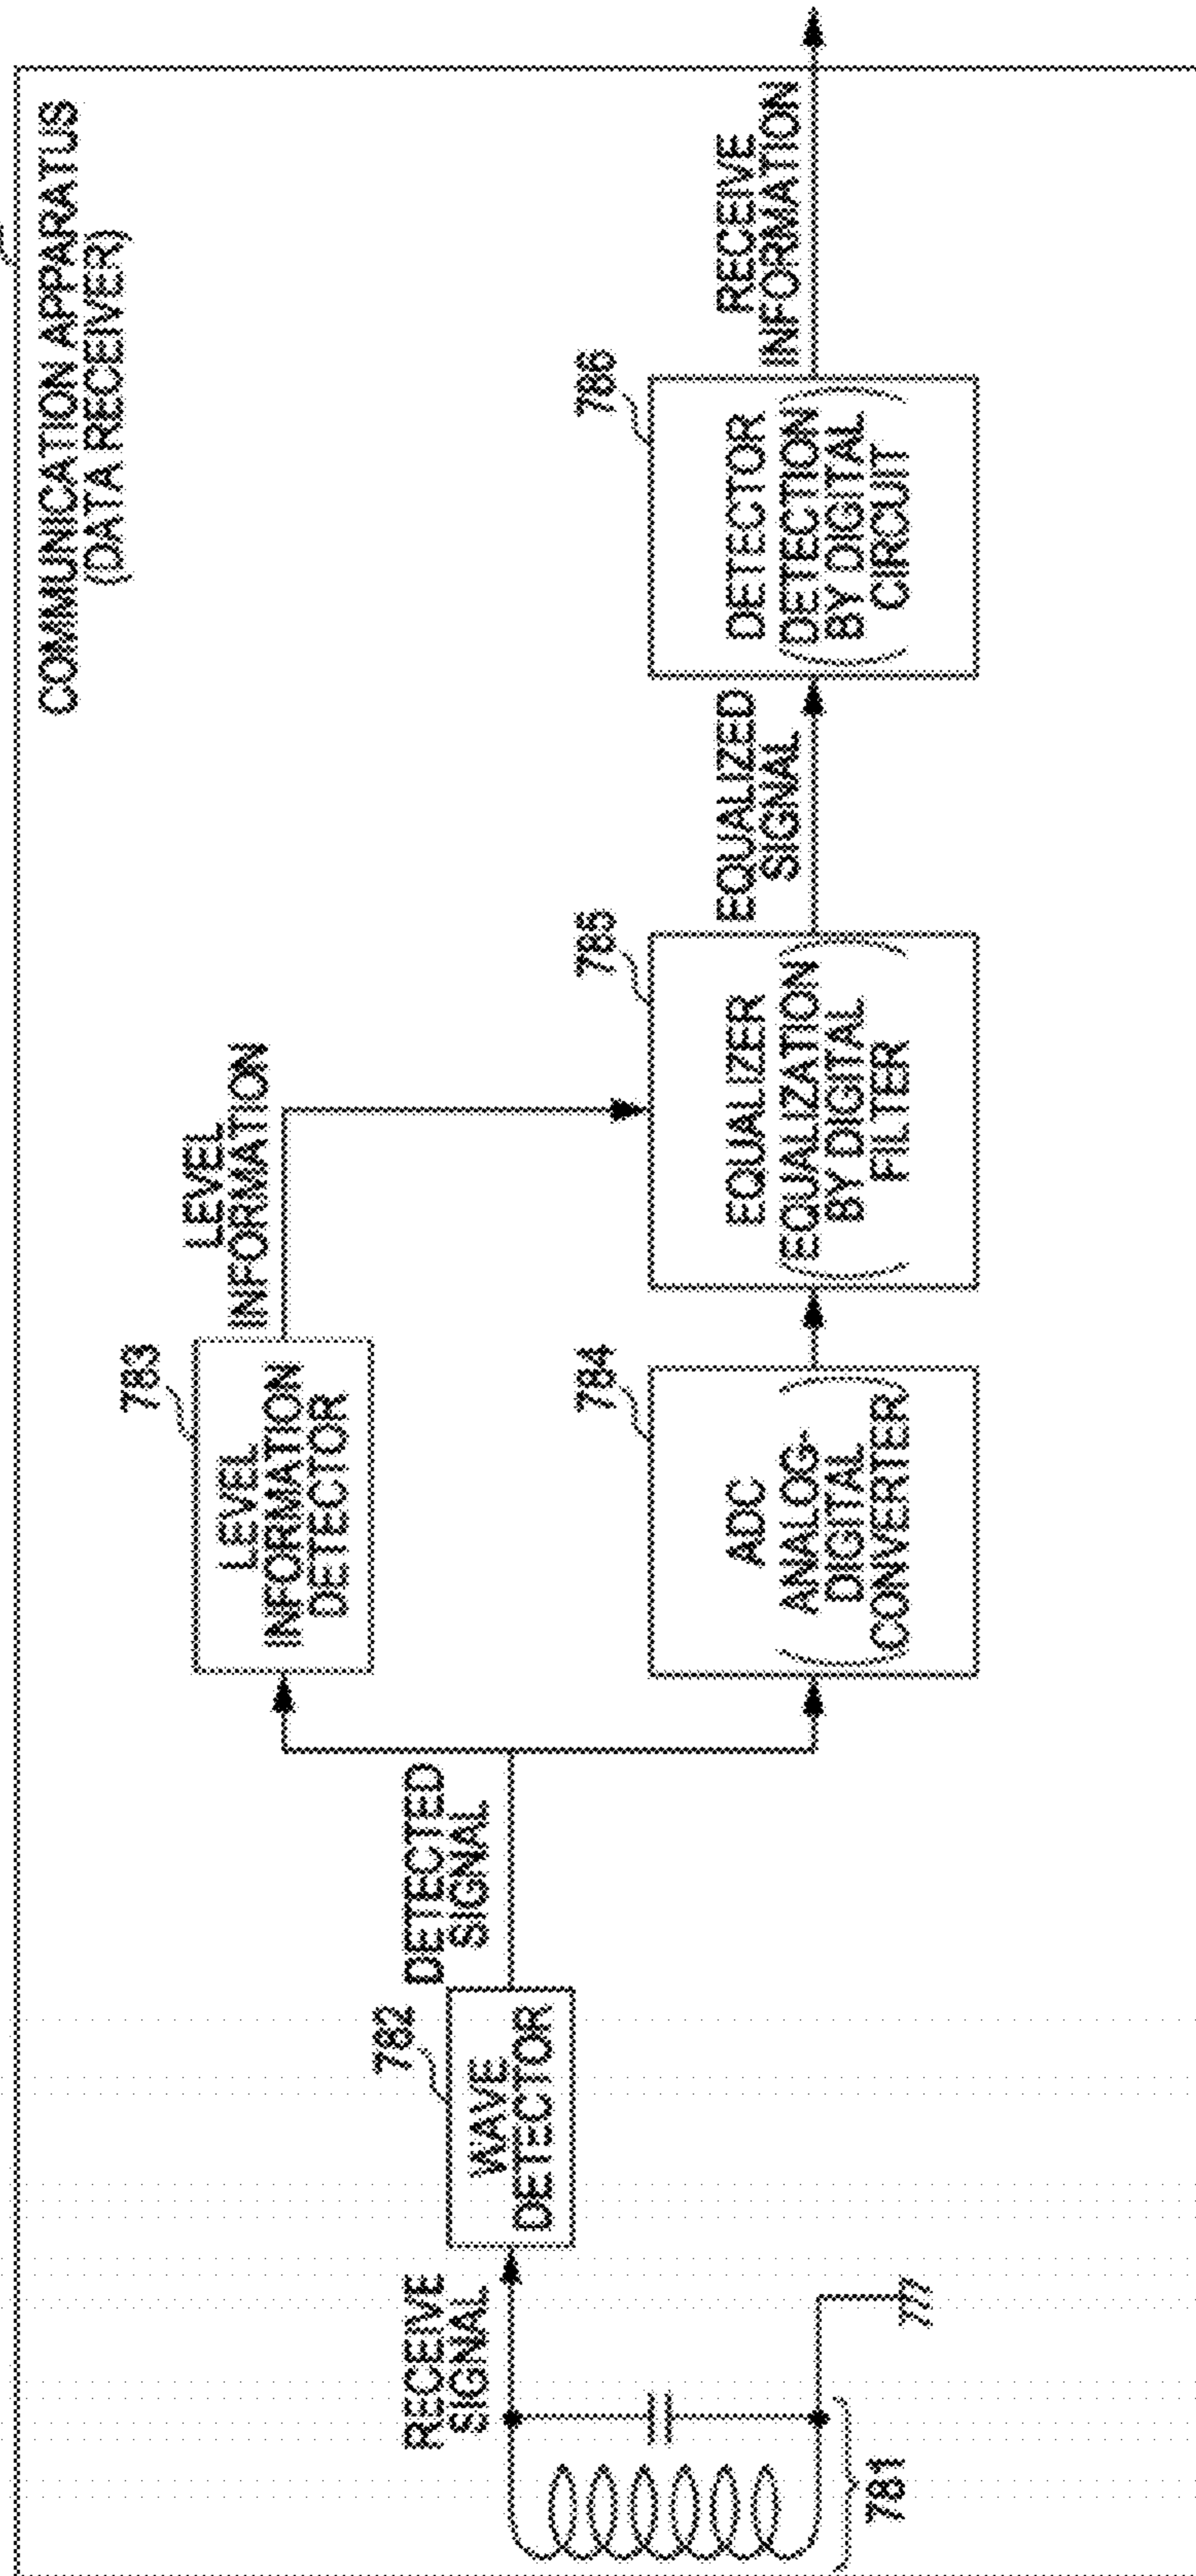 COMMUNICATION APPARATUS
(DATA RECEIVER)
781
RECEIVE
SIGNAL
782
WAVE
DETECTOR
DETECTED
SIGNAL
783
LEVEL
INFORMATION
DETECTOR
LEVEL
INFORMATION
784
ADC
(ANALOG-
DIGITAL
CONVERTER)
785
EQUALIZER
(EQUALIZATION
BY DIGITAL
FILTER)
EQUALIZED
SIGNAL
786
DETECTOR
(DETECTION
BY DIGITAL
CIRCUIT)
RECEIVE
INFORMATION